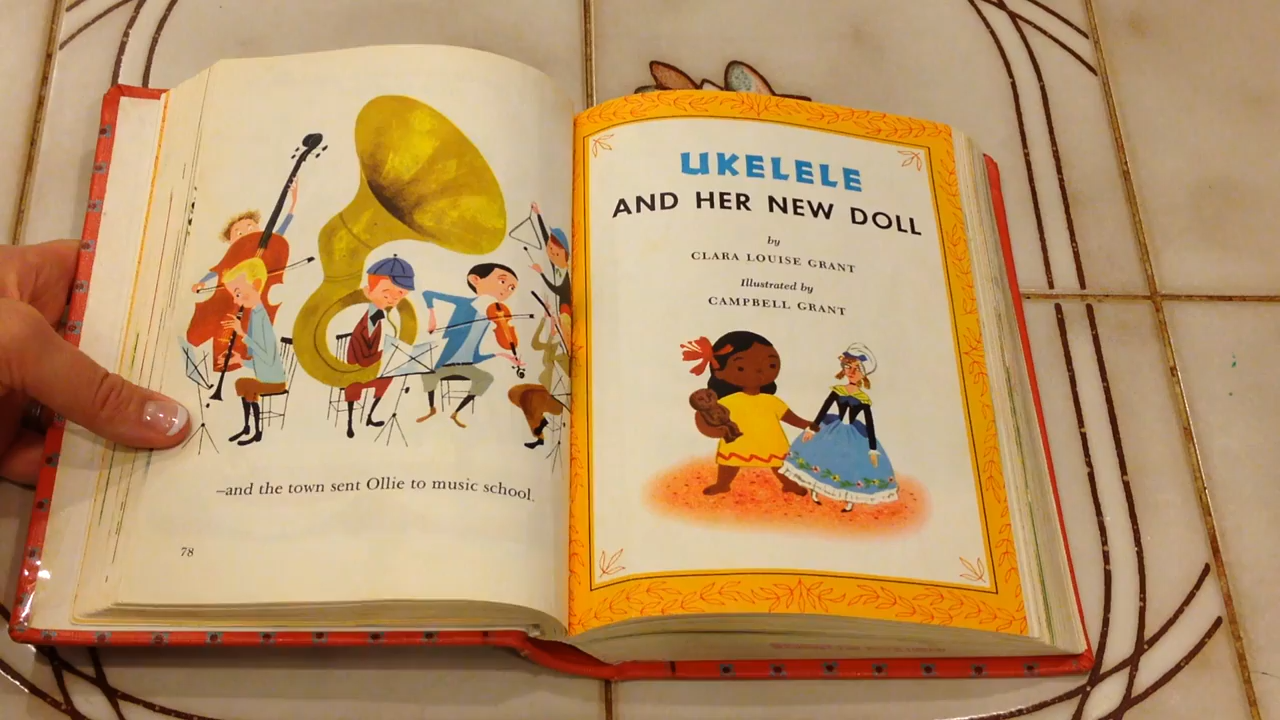 —and the town sent Ollie to music school.
78
UKELELE
AND HER NEW DOLL
by
CLARA LOUISE GRANT
Illustrated by
CAMPBELL GRANT